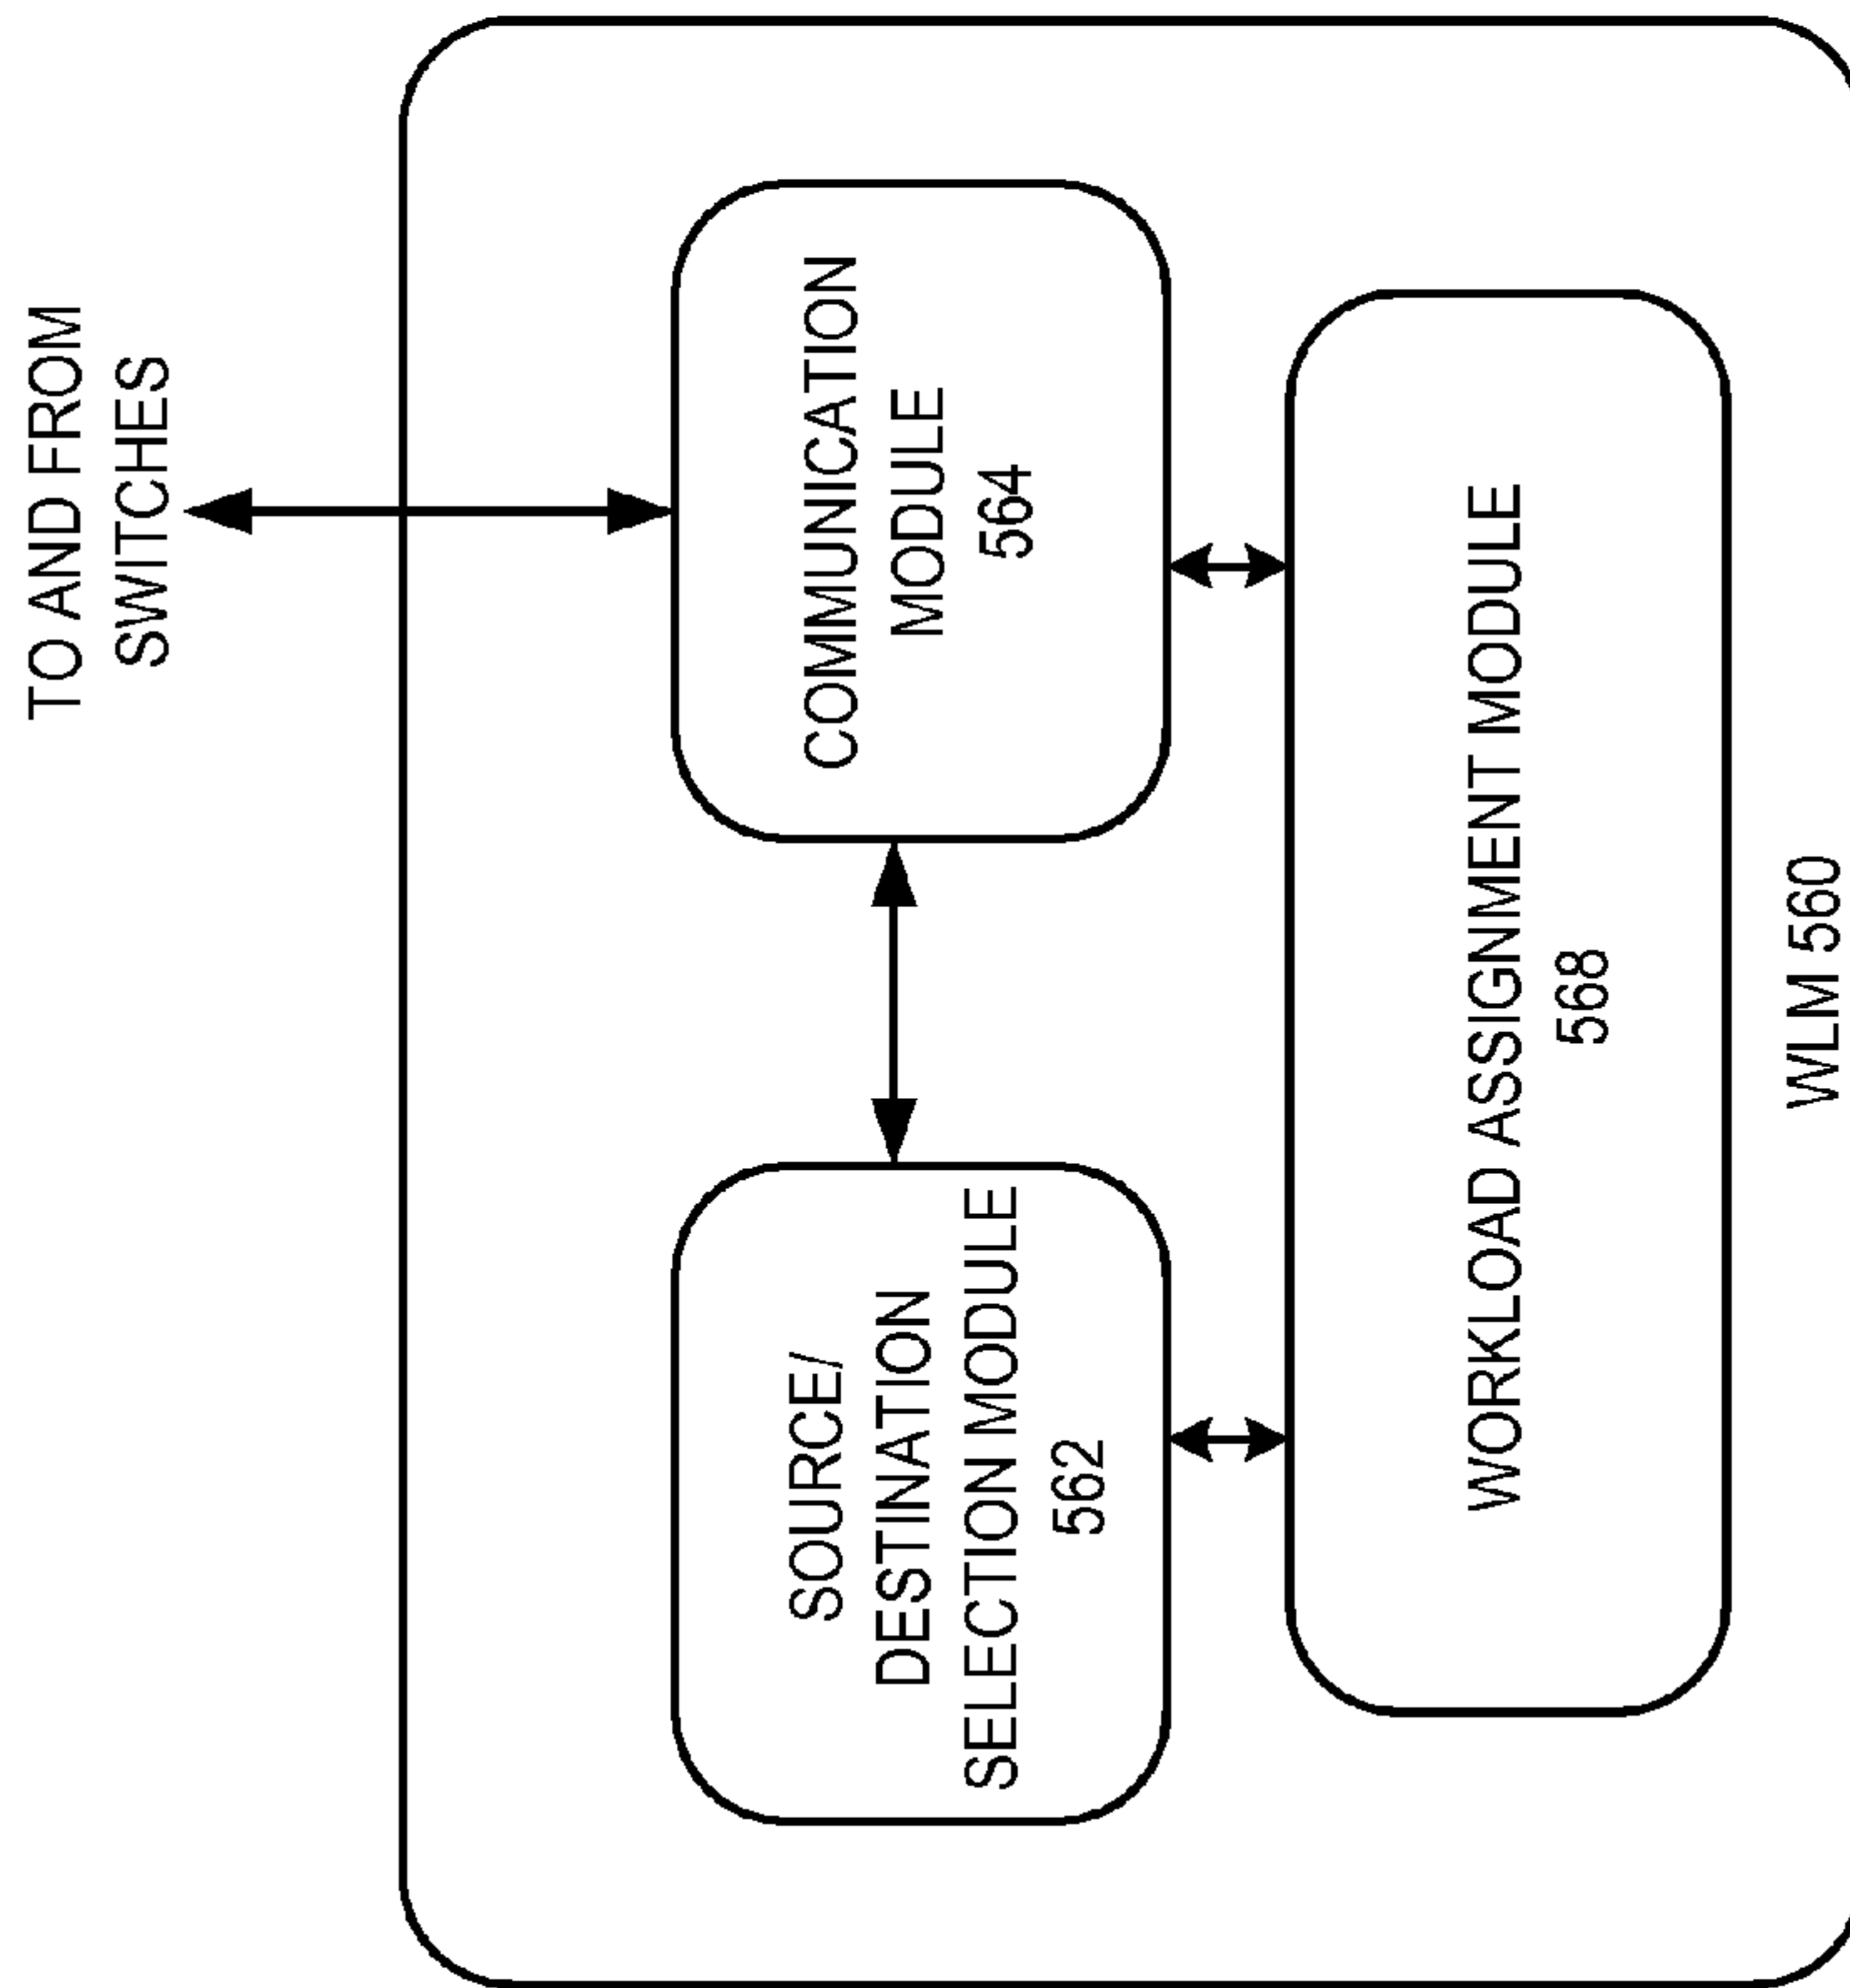 TO AND FROM
SWITCHES
SOURCE/
DESTINATION
SELECTION MODULE
562
COMMUNICATION
MODULE
564
WORKLOAD ASSIGNMENT MODULE
568
WLM 560